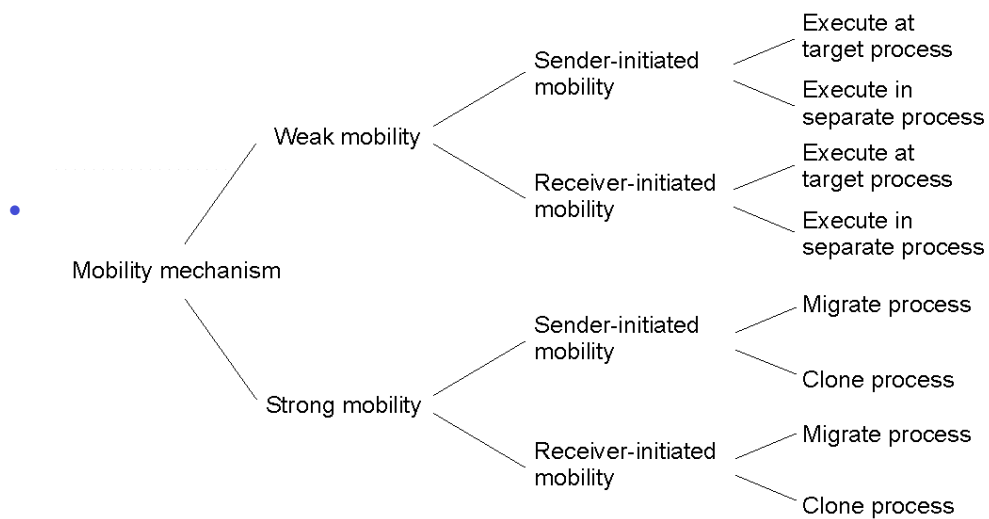 Execute at
target process
Sender-initiated
mobility
Execute in
separate process
Weak mobility
Execute at
target process
Receiver-initiated
mobility
Execute in
separate process
Mobility mechanism
Migrate process
Sender-initiated
mobility
Clone process
Strong mobility
Migrate process
Receiver-initiated
mobility
Clone process